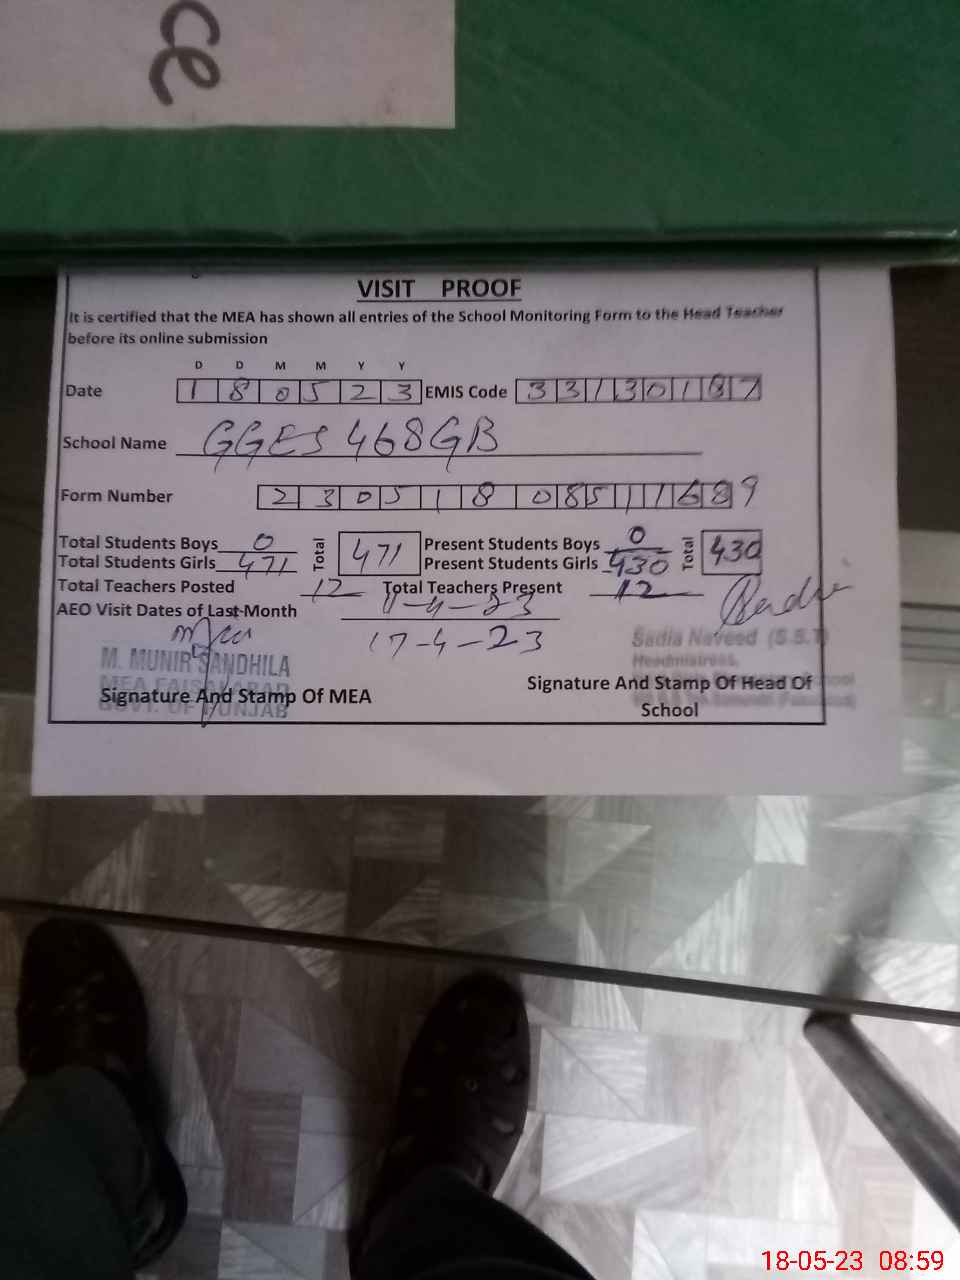 ce
VISIT PROOF
It is certified that the MEA has shown all entries of the School Monitoring Form to the Head Teacher
before its online submission
D D M M Y Y
Date 1 8 0 5 2 3 EMIS Code 3 3 1 3 0 1 8 7
School Name GGES 468GB
Form Number 2 3 0 5 1 8 0 8 5 1 1 6 8 9
Total Students Boys 0 Total 471 Present Students Boys 0 Total 430
Total Students Girls 471 Present Students Girls 430
Total Teachers Posted 12 Total Teachers Present 12
AEO Visit Dates of Last Month -4-23
17-4-23
M. MUNIR SANDHILA Sadia Naveed (S.S.T)
MEA FAISALABAD Headmistress,
Signature And Stamp Of MEA Signature And Stamp Of Head Of
GOVT. OF PUNJAB School
18-05-23 08:59